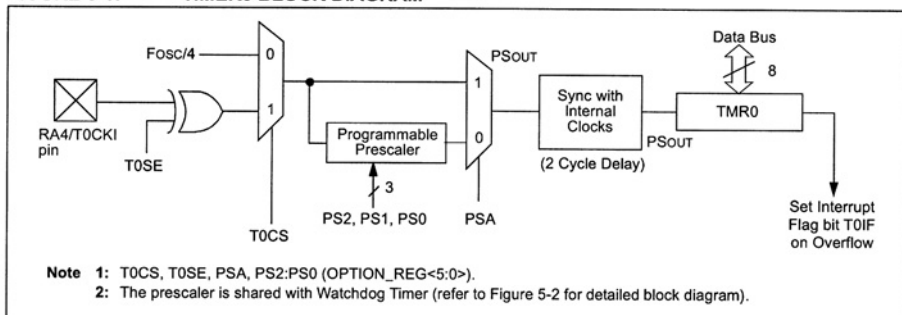 Data Bus
8
FOSC/4
0
PSOUT
1
1
0
RA4/T0CKI
pin
T0SE
Programmable
Prescaler
3
PS2, PS1, PS0
T0CS
PSA
Sync with
Internal
Clocks
(2 Cycle Delay)
PSOUT
TMR0
Set Interrupt
Flag bit T0IF
on Overflow
Note 1: T0CS, T0SE, PSA, PS2:PS0 (OPTION_REG<5:0>).
2: The prescaler is shared with Watchdog Timer (refer to Figure 5-2 for detailed block diagram).